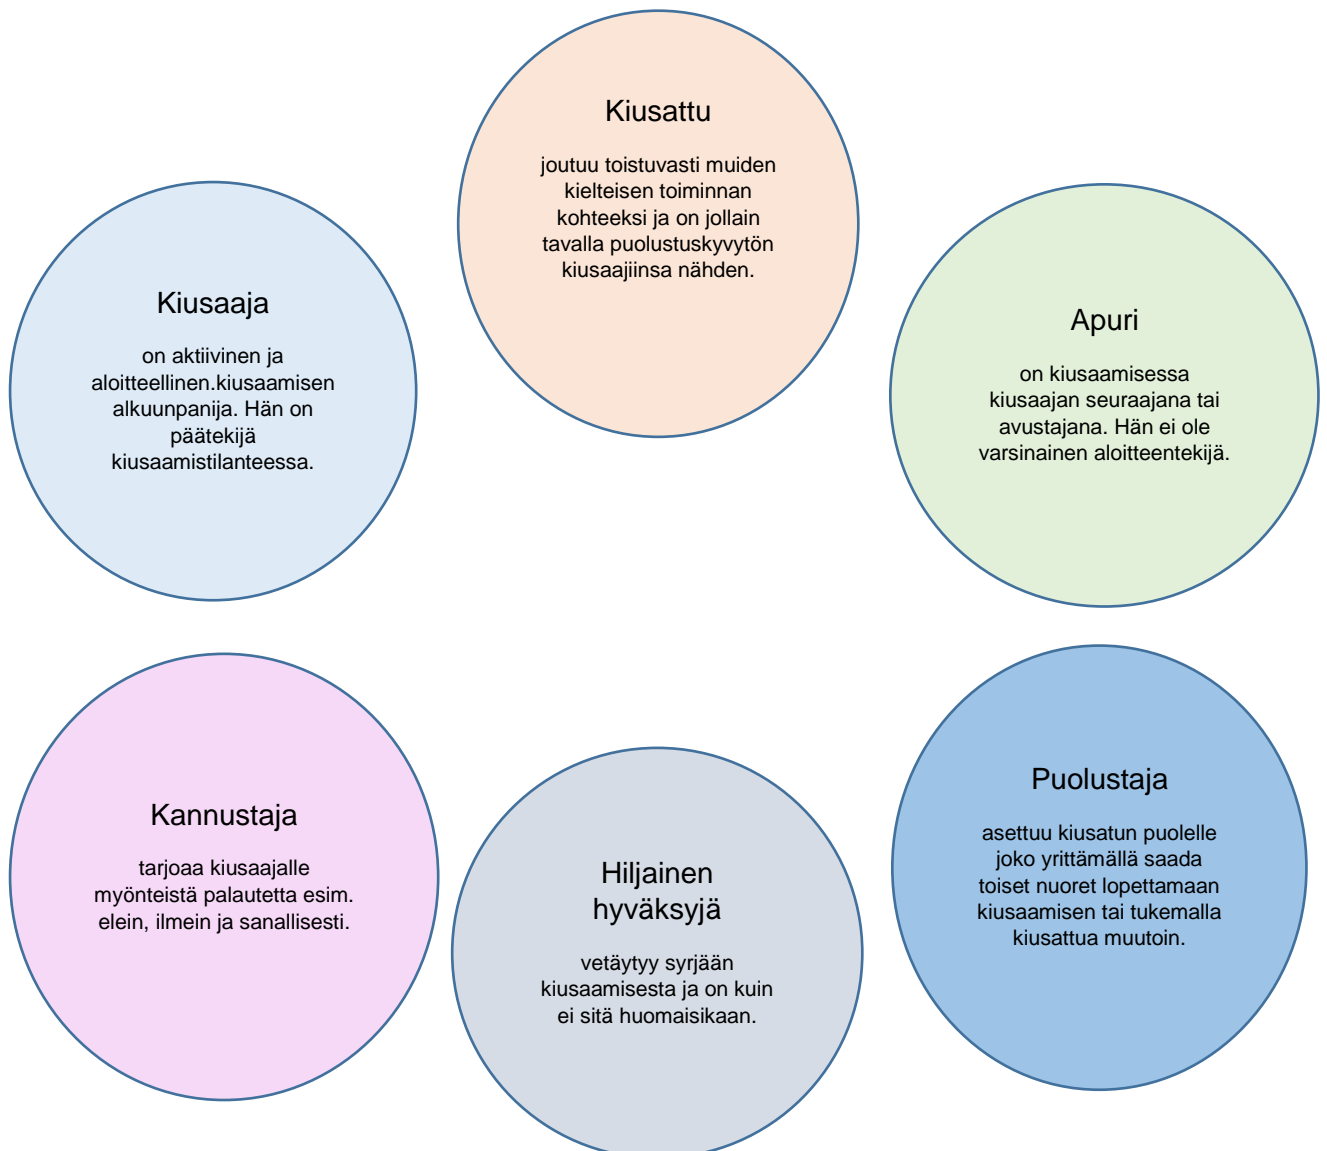 Kiusattu
joutuu toistuvasti muiden
kielteisen toiminnan
kohteeksi ja on jollain
tavalla puolustuskyvytön
kiusaajiinsa nähden.
Kiusaaja
on aktiivinen ja
aloitteellinen.kiusaamisen
alkuunpanija. Hän on
päätekijä
kiusaamistilanteessa.
Apuri
on kiusaamisessa
kiusaajan seuraajana tai
avustajana. Hän ei ole
varsinainen aloitteentekijä.
Kannustaja
tarjoaa kiusaajalle
myönteistä palautetta esim.
elein, ilmein ja sanallisesti.
Hiljainen
hyväksyjä
vetäytyy syrjään
kiusaamisesta ja on kuin
ei sitä huomaisikaan.
Puolustaja
asettuu kiusatun puolelle
joko yrittämällä saada
toiset nuoret lopettamaan
kiusaamisen tai tukemalla
kiusattua muutoin.